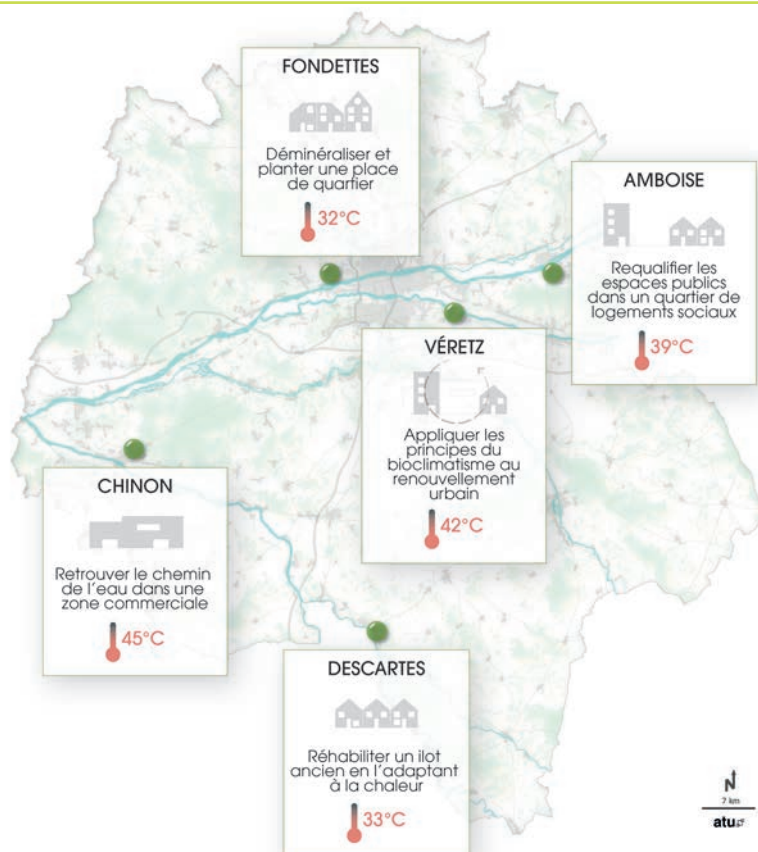 FONDETTES
Déminéraliser et
planter une place
de quartier
32°C
AMBOISE
Requalifier les
espaces publics
dans un quartier de
logements sociaux
39°C
VÉRETZ
Appliquer les
principes du
bioclimatisme au
renouvellement
urbain
42°C
CHINON
Retrouver le chemin
de l'eau dans une
zone commerciale
45°C
DESCARTES
Réhabiliter un ilot
ancien en l'adaptant
à la chaleur
33°C
N
7 km
atu